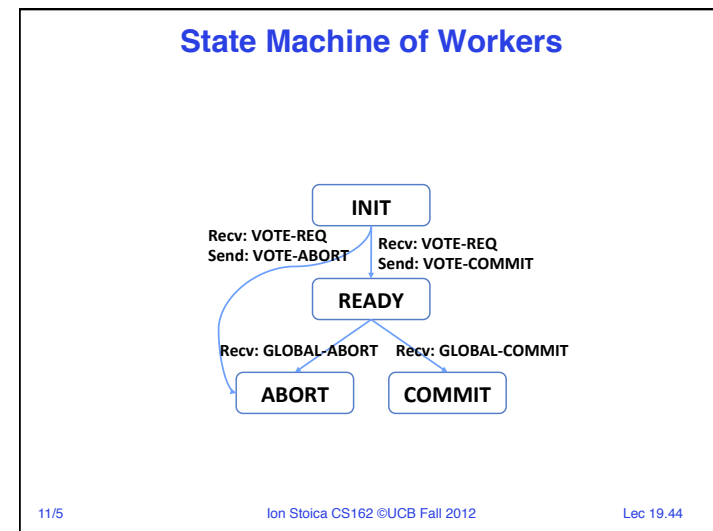 State Machine of Workers
INIT
Recv: VOTE-REQ
Send: VOTE-ABORT
Recv: VOTE-REQ
Send: VOTE-COMMIT
READY
Recv: GLOBAL-ABORT
Recv: GLOBAL-COMMIT
ABORT
COMMIT
11/5
Ion Stoica CS162 ©UCB Fall 2012
Lec 19.44